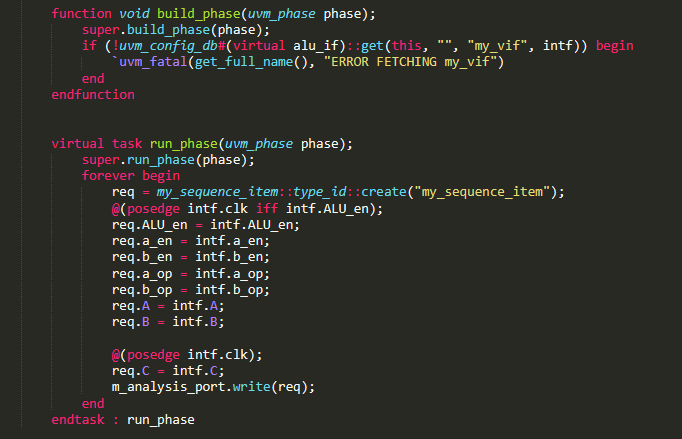 function void build_phase(uvm_phase phase);
super.build_phase(phase);
if (!uvm_config_db#(virtual alu_if)::get(this, "", "my_vif", intf)) begin
`uvm_fatal(get_full_name(), "ERROR FETCHING my_vif")
end
endfunction
virtual task run_phase(uvm_phase phase);
super.run_phase(phase);
forever begin
req = my_sequence_item::type_id::create("my_sequence_item");
@(posedge intf.clk iff intf.ALU_en);
req.ALU_en = intf.ALU_en;
req.a_en = intf.a_en;
req.b_en = intf.b_en;
req.a_op = intf.a_op;
req.b_op = intf.b_op;
req.A = intf.A;
req.B = intf.B;
@(posedge intf.clk);
req.C = intf.C;
m_analysis_port.write(req);
end
endtask : run_phase